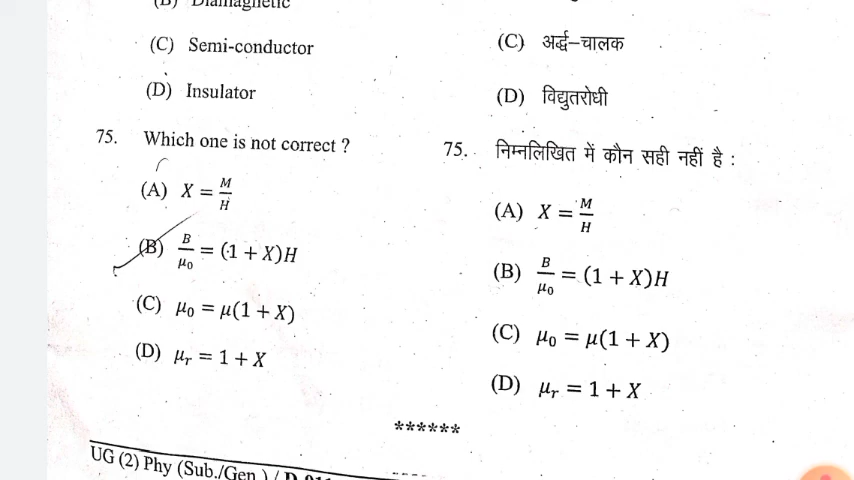 (B) Diamagnetic
(C) Semi-conductor
(D) Insulator
75. Which one is not correct ?
(A) X = M/H
(B) B/μ₀ = (1 + X)H
(C) μ₀ = μ(1 + X)
(D) μᵣ = 1 + X
(C) अर्द्ध–चालक
(D) विद्युतरोधी
75. निम्नलिखित में कौन सही नहीं है :
(A) X = M/H
(B) B/μ₀ = (1 + X)H
(C) μ₀ = μ(1 + X)
(D) μᵣ = 1 + X
******
UG (2) Phy (Sub./Gen.) /